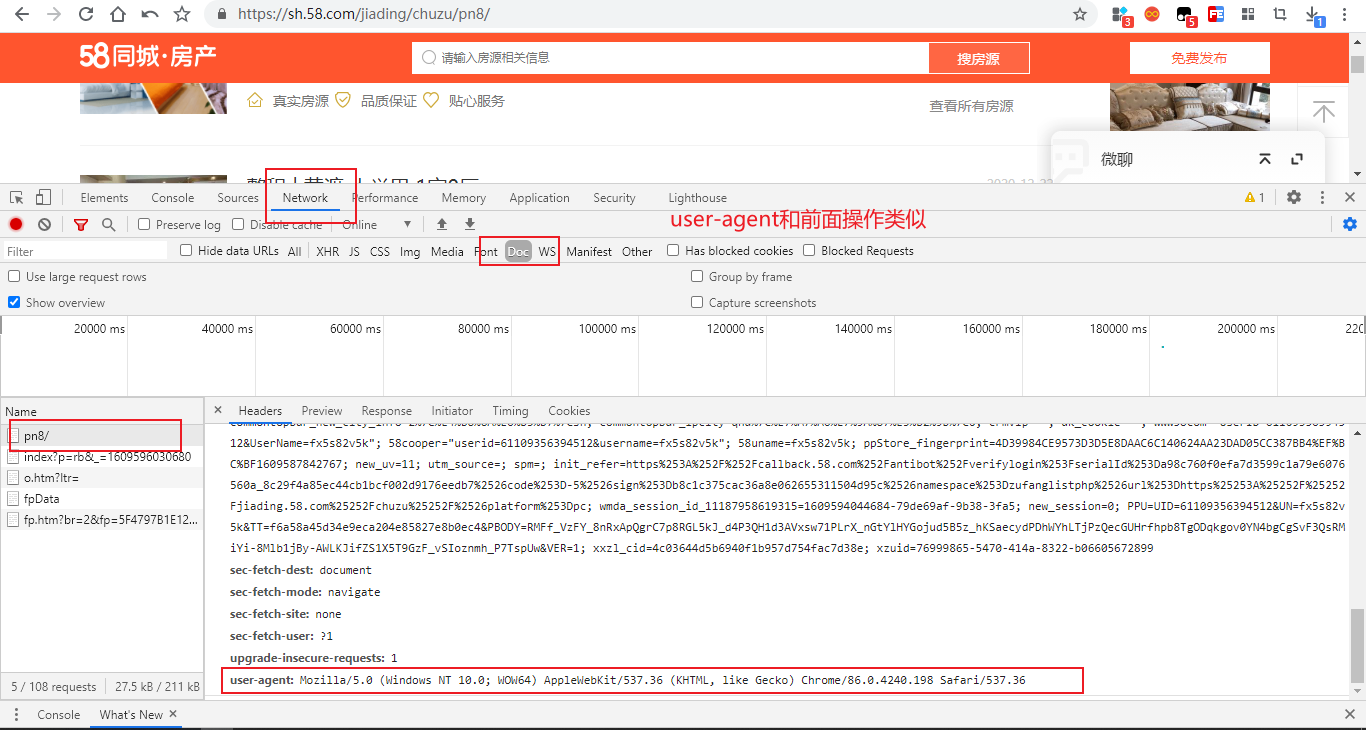 https://sh.58.com/jiading/chuzu/pn8/
3
5
FE
1
58同城·房产
请输入房源相关信息
搜房源
免费发布
真实房源 品质保证 贴心服务
查看所有房源
微聊
Elements Console Sources Network Performance Memory Application Security Lighthouse
1
Preserve log Disable cache Online
user-agent和前面操作类似
Filter Hide data URLs All XHR JS CSS Img Media Font Doc WS Manifest Other Has blocked cookies Blocked Requests
Use large request rows Group by frame
Show overview Capture screenshots
20000 ms 40000 ms 60000 ms 80000 ms 100000 ms 120000 ms 140000 ms 160000 ms 180000 ms 200000 ms 220
Name
Headers Preview Response Initiator Timing Cookies
pn8/
index?p=rb&_=1609596030680
o.htm?ltr=
fpData
fp.htm?br=2&fp=5F4797B1E12...
12&UserName=fx5s82v5k"; 58cooper="userid=61109356394512&username=fx5s82v5k"; 58uname=fx5s82v5k; ppStore_fingerprint=4D39984CE9573D3D5E8DAAC6C140624AA23DAD05CC387BB4%EF%B
C%BF1609587842767; new_uv=11; utm_source=; spm=; init_refer=https%253A%252F%252Fcallback.58.com%252Fantibot%252Fverifylogin%253FserialId%253Da98c760f0efa7d3599c1a79e6076
560a_8c29f4a85ec44cb1bcf002d9176eedb7%2526code%253D-5%2526sign%253Db8c1c375cac36a8e062655311504d95c%2526namespace%253Dzufanglistphp%2526url%253Dhttps%25253A%25252F%25252
Fjiading.58.com%25252Fchuzu%25252F%2526platform%253Dpc; wmda_session_id_11187958619315=1609594044684-79de69af-9b38-3fa5; new_session=0; PPU=UID=61109356394512&UN=fx5s82v
5k&TT=f6a58a45d34e9eca204e85827e8b0ec4&PBODY=RMFf_VzFY_8nRxApQgrC7p8RGL5kJ_d4P3QH1d3AVxsw71PLrX_nGtYlHYGojud5B5z_hKSaecydPDhWYhLTjPzQecGUHrfhpb8TgODqkgov0YN4bgCgSvF3QsRM
iYi-8Mlb1jBy-AWLKJifZS1X5T9GzF_vSIoznmh_P7TspUw&VER=1; xxzl_cid=4c03644d5b6940f1b957d754fac7d38e; xzuid=76999865-5470-414a-8322-b06605672899
sec-fetch-dest: document
sec-fetch-mode: navigate
sec-fetch-site: none
sec-fetch-user: ?1
upgrade-insecure-requests: 1
user-agent: Mozilla/5.0 (Windows NT 10.0; WOW64) AppleWebKit/537.36 (KHTML, like Gecko) Chrome/86.0.4240.198 Safari/537.36
5 / 108 requests 27.5 kB / 211 kB
Console What's New